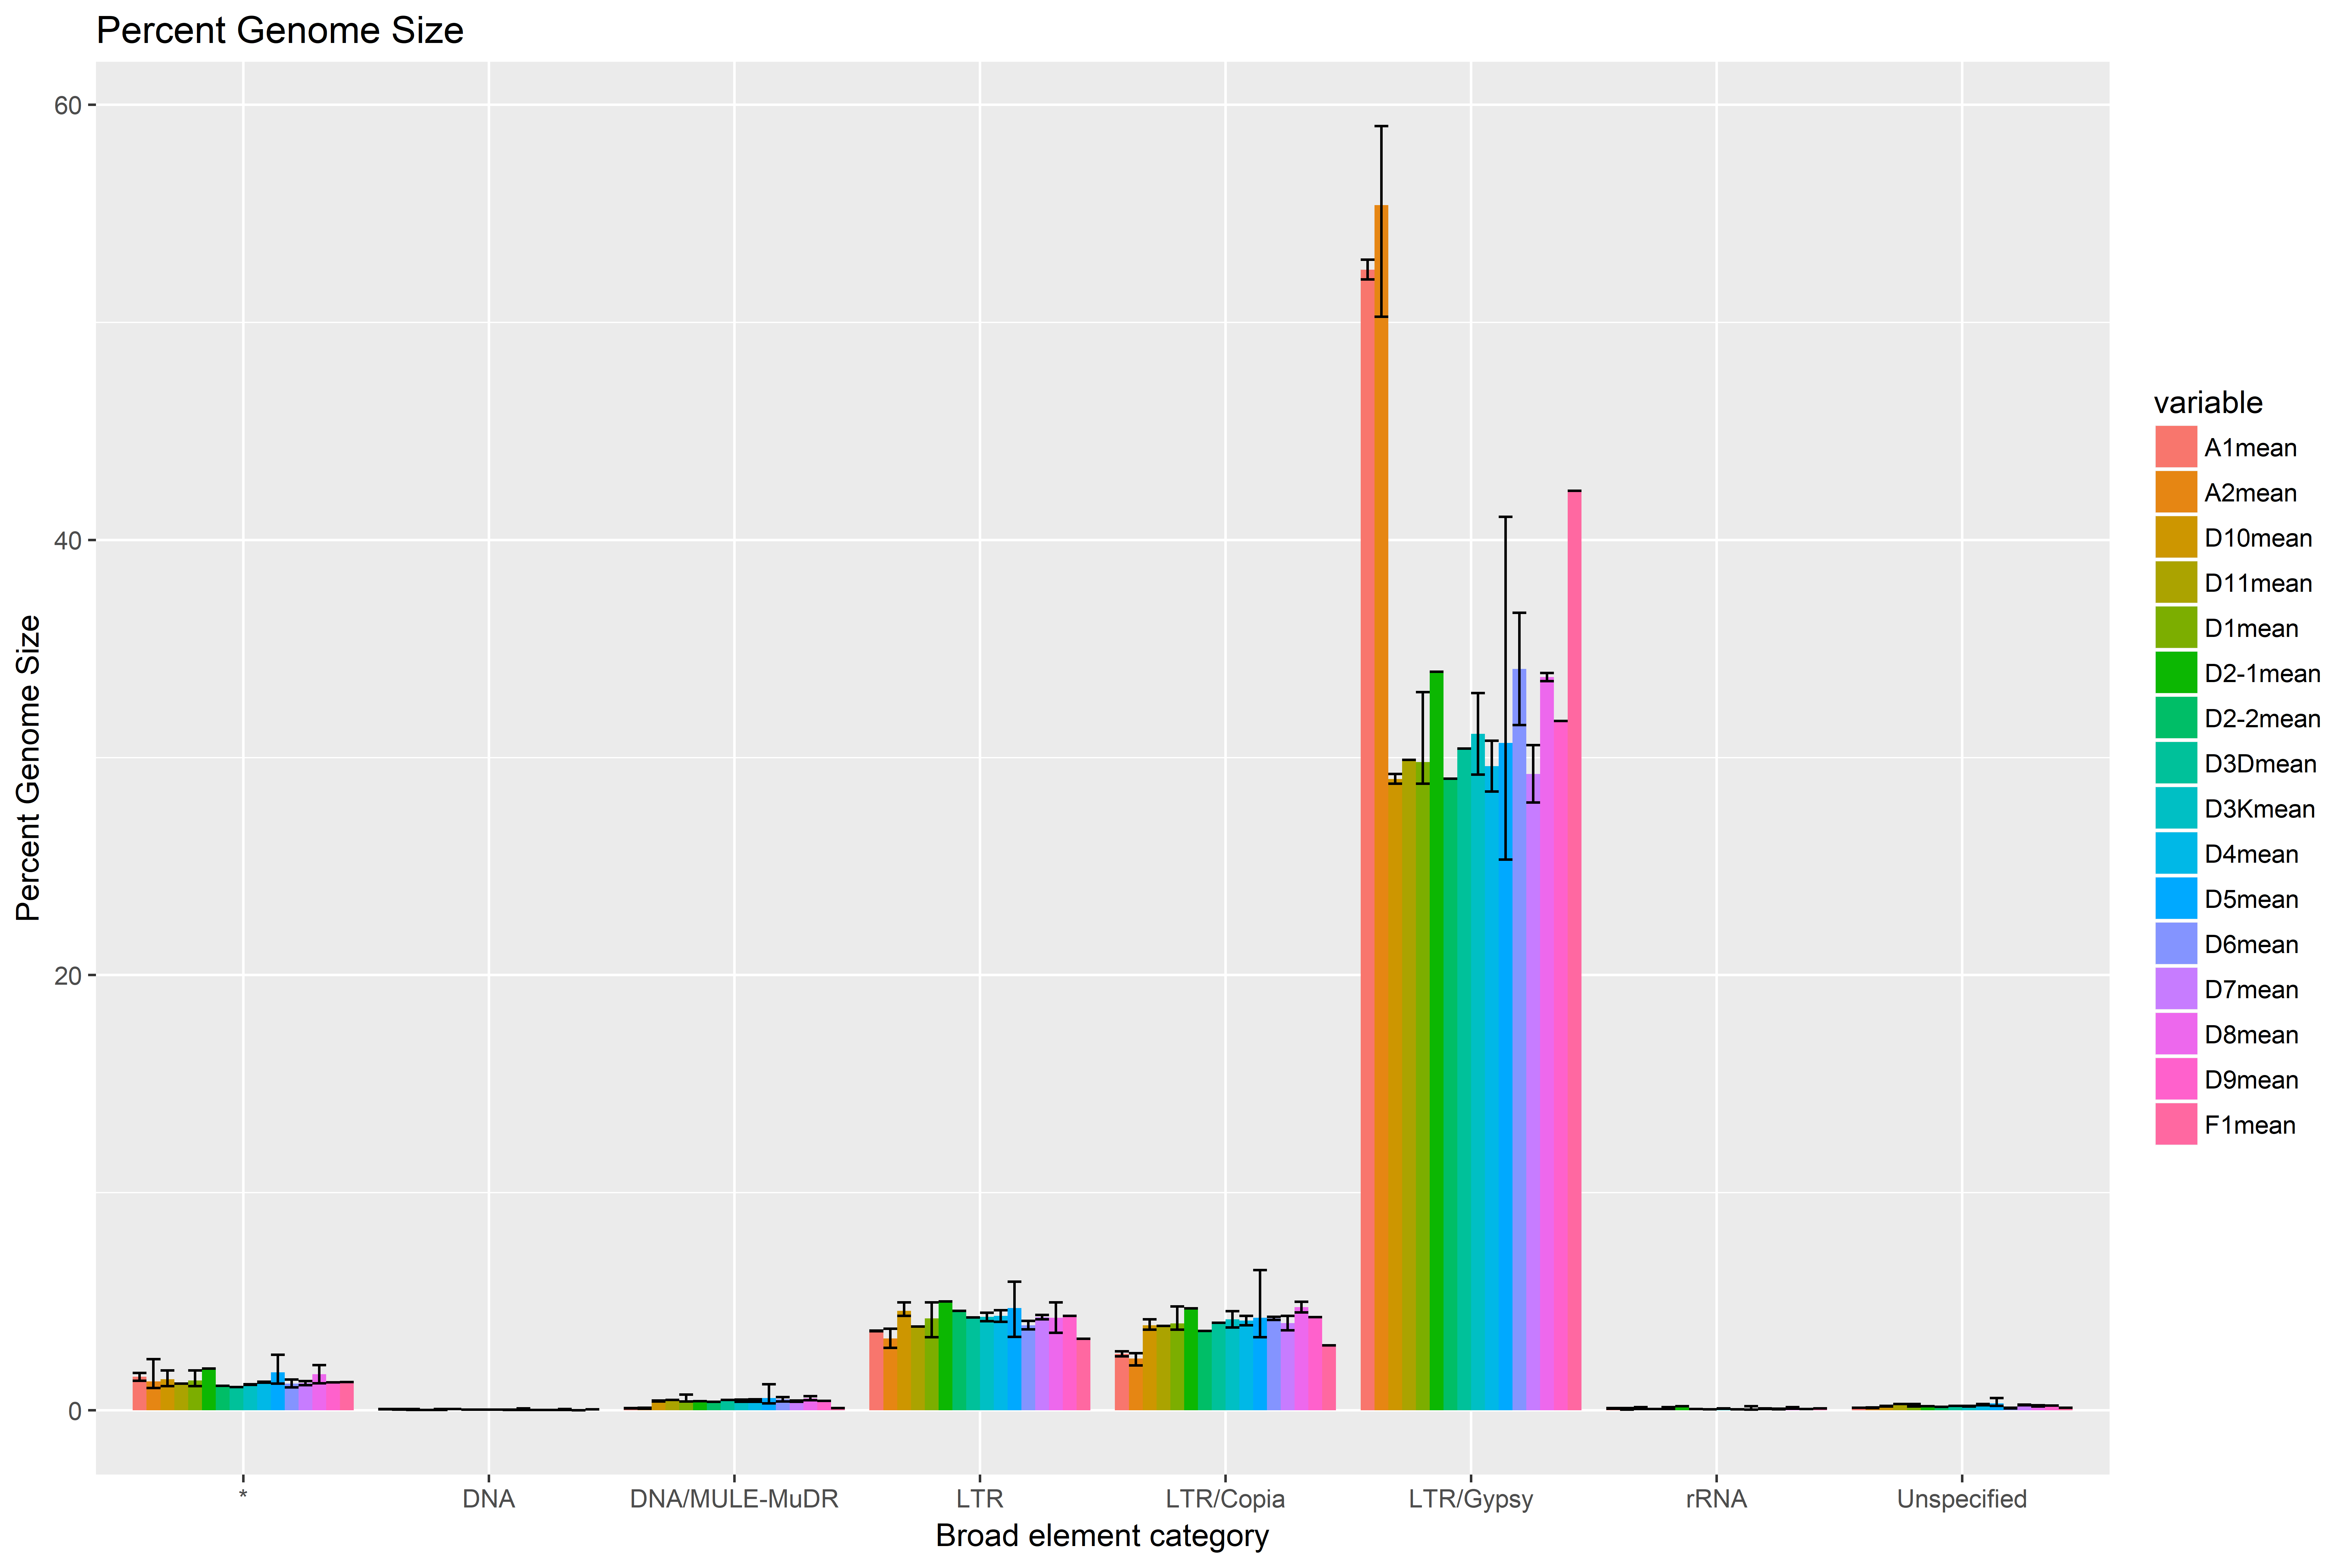 Percent Genome Size
60
40
20
0
Percent Genome Size
*
DNA
DNA/MULE-MuDR
LTR
LTR/Copia
LTR/Gypsy
rRNA
Unspecified
Broad element category
variable
A1mean
A2mean
D10mean
D11mean
D1mean
D2-1mean
D2-2mean
D3Dmean
D3Kmean
D4mean
D5mean
D6mean
D7mean
D8mean
D9mean
F1mean